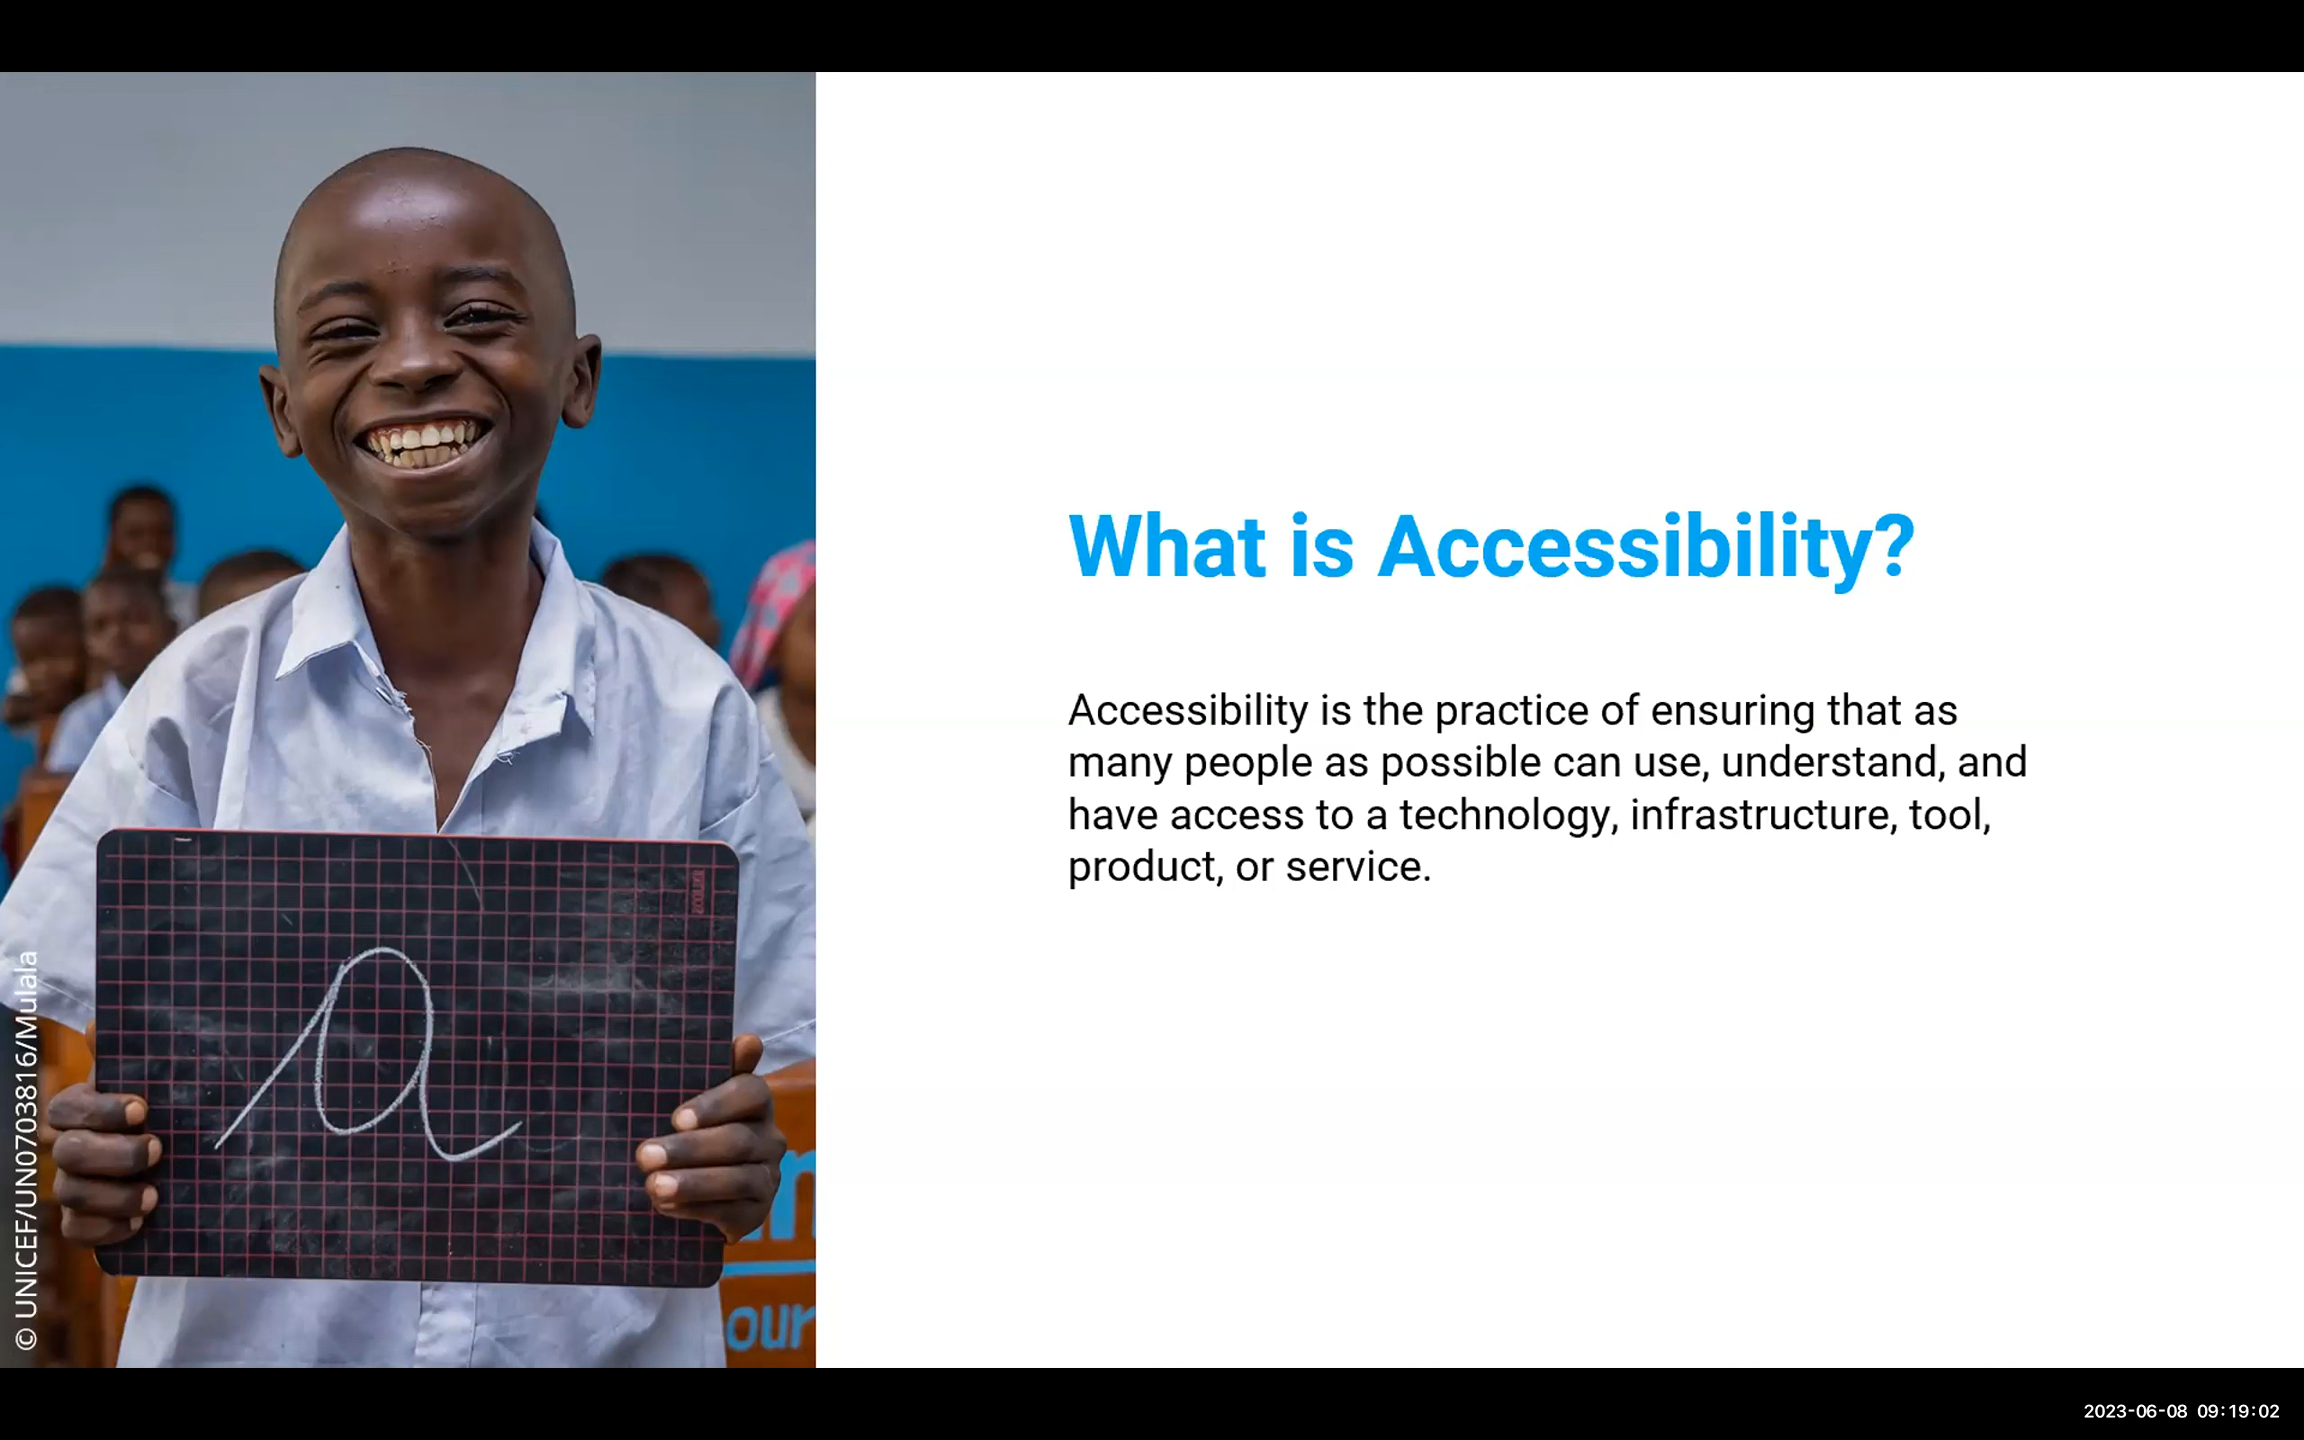 What is Accessibility?
Accessibility is the practice of ensuring that as
many people as possible can use, understand, and
have access to a technology, infrastructure, tool,
product, or service.
a
our
© UNICEF/UN0703816/Mulala
2023-06-08 09:19:02